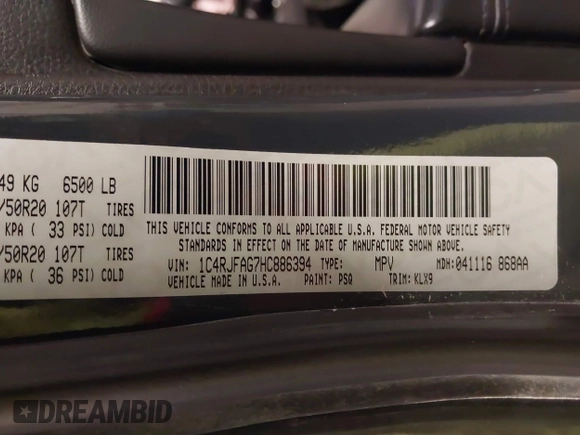 49 KG 6500 LB
/50R20 107T TIRES
KPA ( 33 PSI) COLD
/50R20 107T TIRES
KPA ( 36 PSI) COLD
THIS VEHICLE CONFORMS TO ALL APPLICABLE U.S.A. FEDERAL MOTOR VEHICLE SAFETY
STANDARDS IN EFFECT ON THE DATE OF MANUFACTURE SHOWN ABOVE.
VIN: 1C4RJFAG7HC886394 TYPE: MPV MDH: 041116 868AA
VEHICLE MADE IN U.S.A. PAINT: PSQ TRIM: KLX9
DREAMBID